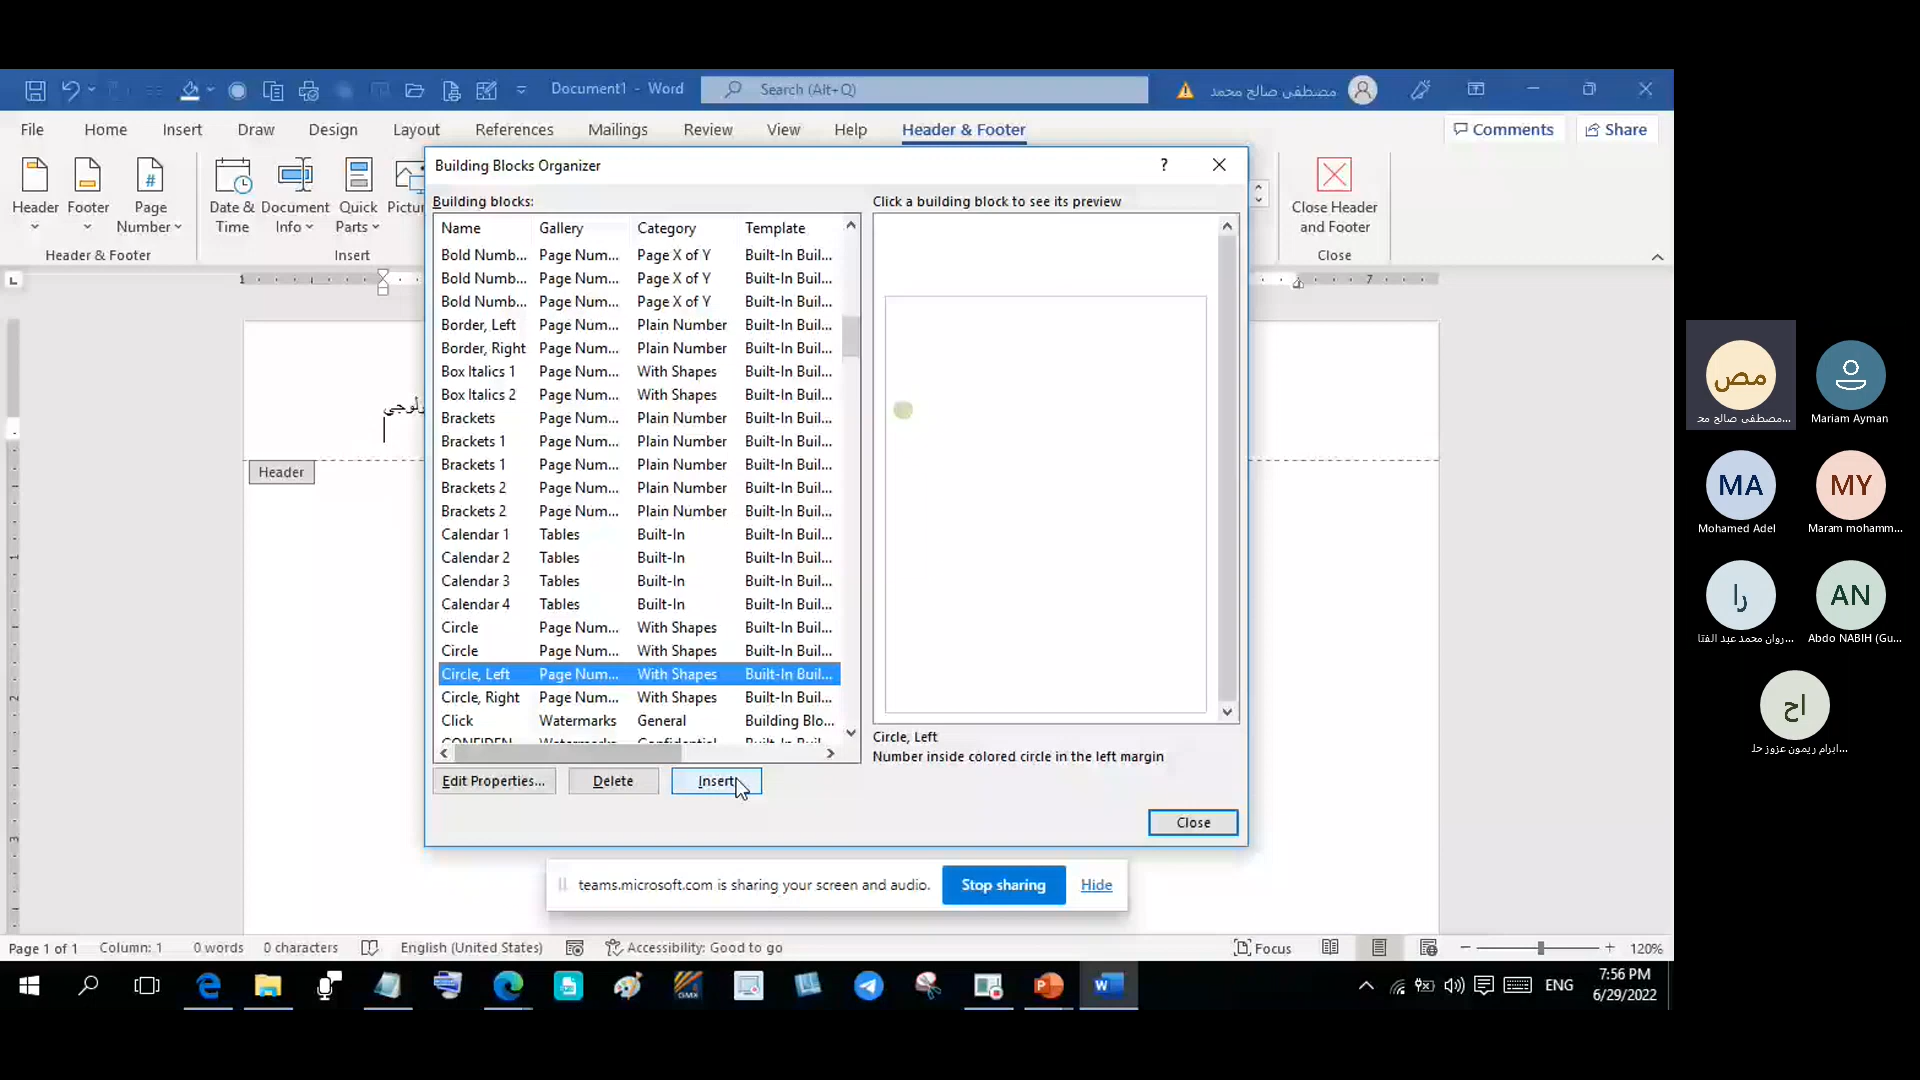 Document1 - Word
Search (Alt+Q)
مصطفى صالح محمد
File Home Insert Draw Design Layout References Mailings Review View Help Header & Footer
Comments Share
Header Footer Page Number
Date & Time Document Info Quick Parts
Close Header and Footer
Header & Footer Insert Close
Building Blocks Organizer
Building blocks:
Click a building block to see its preview
Name Gallery Category Template
Bold Numb... Page Num... Page X of Y Built-In Buil...
Bold Numb... Page Num... Page X of Y Built-In Buil...
Bold Numb... Page Num... Page X of Y Built-In Buil...
Border, Left Page Num... Plain Number Built-In Buil...
Border, Right Page Num... Plain Number Built-In Buil...
Box Italics 1 Page Num... With Shapes Built-In Buil...
Box Italics 2 Page Num... With Shapes Built-In Buil...
Brackets Page Num... Plain Number Built-In Buil...
Brackets 1 Page Num... Plain Number Built-In Buil...
Brackets 1 Page Num... Plain Number Built-In Buil...
Brackets 2 Page Num... Plain Number Built-In Buil...
Brackets 2 Page Num... Plain Number Built-In Buil...
Calendar 1 Tables Built-In Built-In Buil...
Calendar 2 Tables Built-In Built-In Buil...
Calendar 3 Tables Built-In Built-In Buil...
Calendar 4 Tables Built-In Built-In Buil...
Circle Page Num... With Shapes Built-In Buil...
Circle Page Num... With Shapes Built-In Buil...
Circle, Left Page Num... With Shapes Built-In Buil...
Circle, Right Page Num... With Shapes Built-In Buil...
Click Watermarks General Building Blo...
Circle, Left
Number inside colored circle in the left margin
Edit Properties... Delete Insert
Close
Header
teams.microsoft.com is sharing your screen and audio. Stop sharing Hide
Page 1 of 1 Column: 1 0 words 0 characters English (United States) Accessibility: Good to go Focus 120%
ENG
7:56 PM
6/29/2022
مص
مصطفى صالح مح...
Mariam Ayman
MA
Mohamed Adel
MY
Maram mohamm...
را
روان محمد عبد الفتا...
AN
Abdo NABIH (Gu...
اح
ابرام ريمون عزوز حل...